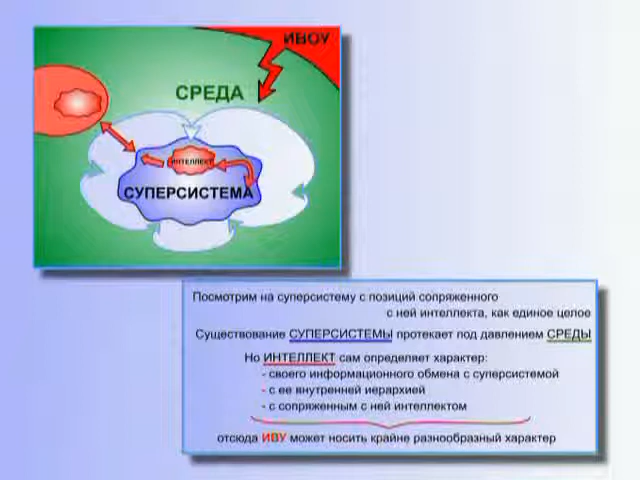 ИВОУ
СРЕДА
ИНТЕЛЛЕКТ
СУПЕРСИСТЕМА
Посмотрим на суперсистему с позиций сопряженного
с ней интеллекта, как единое целое
Существование СУПЕРСИСТЕМЫ протекает под давлением СРЕДЫ
Но ИНТЕЛЛЕКТ сам определяет характер:
- своего информационного обмена с суперсистемой
- с ее внутренней иерархией
- с сопряженным с ней интеллектом
отсюда ИВУ может носить крайне разнообразный характер